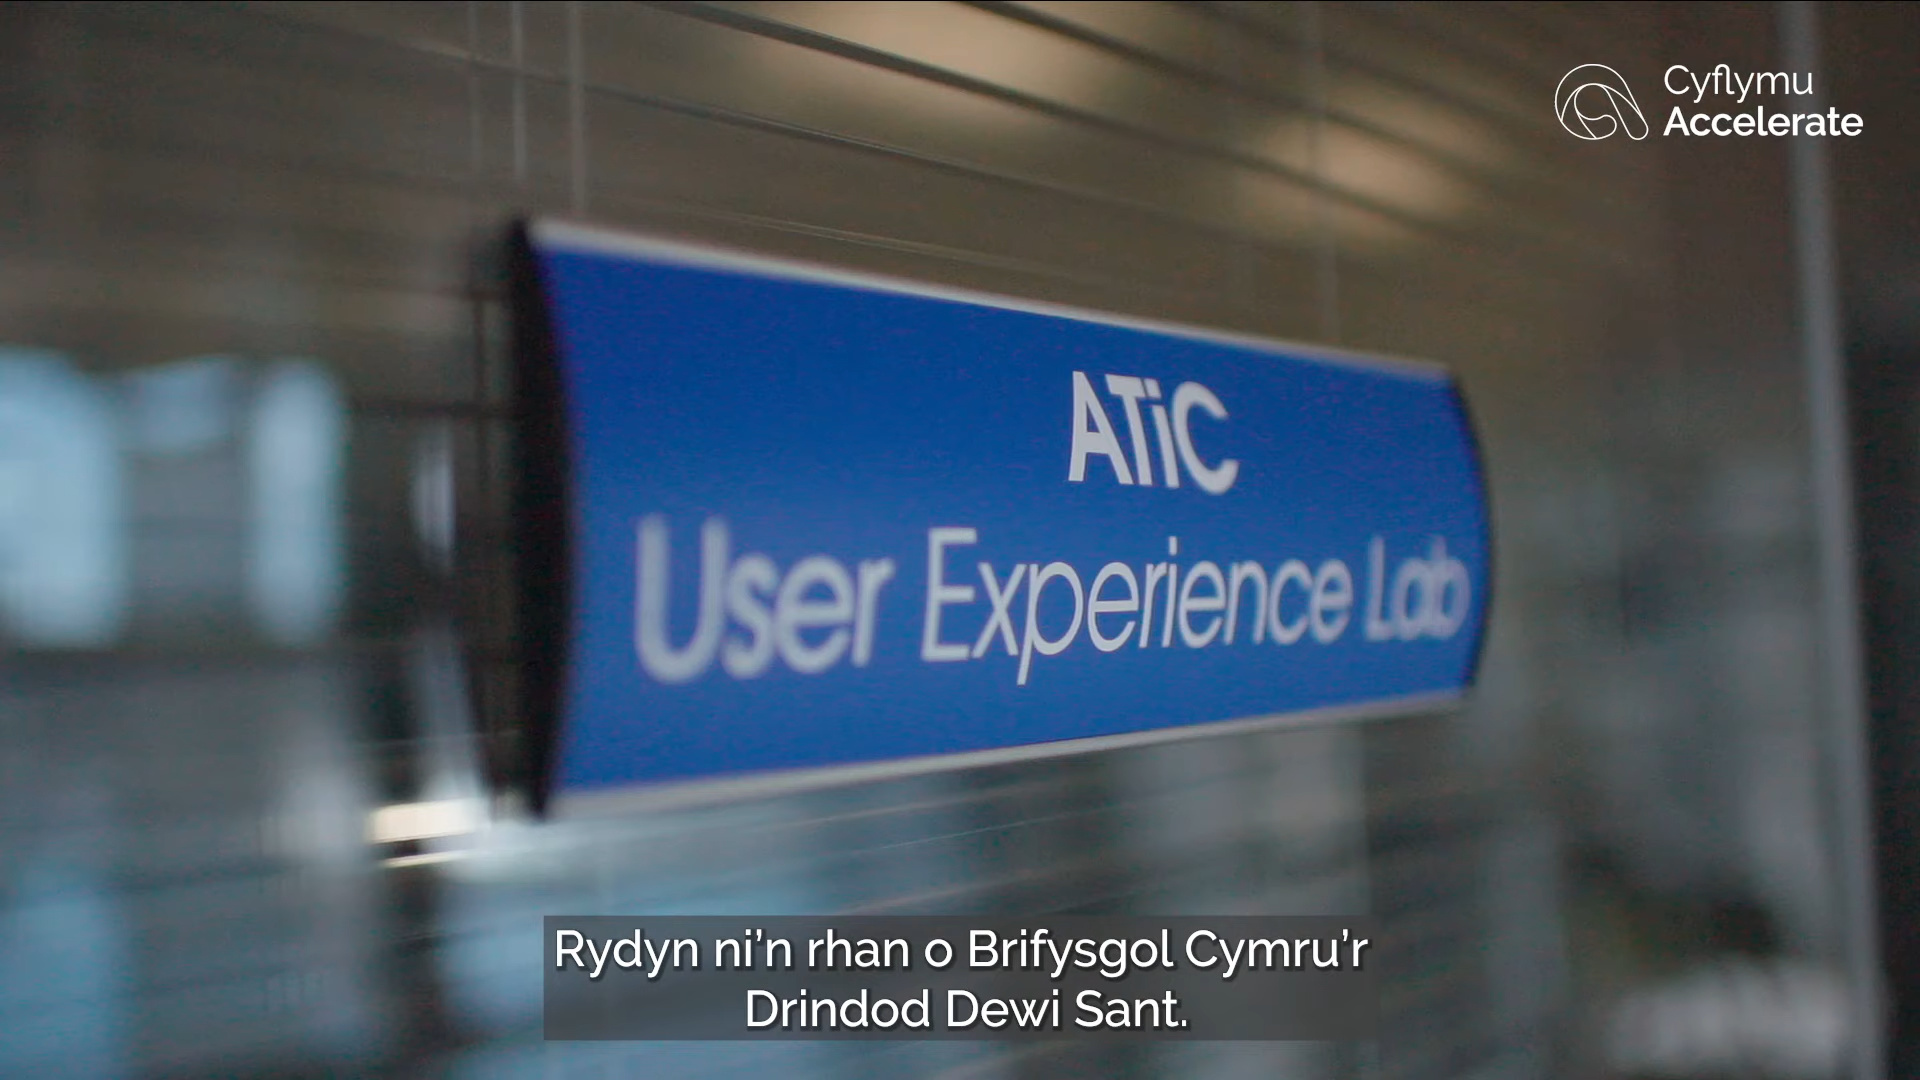 Cyflymu
Accelerate
ATiC
User Experience Lab
Rydyn ni’n rhan o Brifysgol Cymru’r
Drindod Dewi Sant.